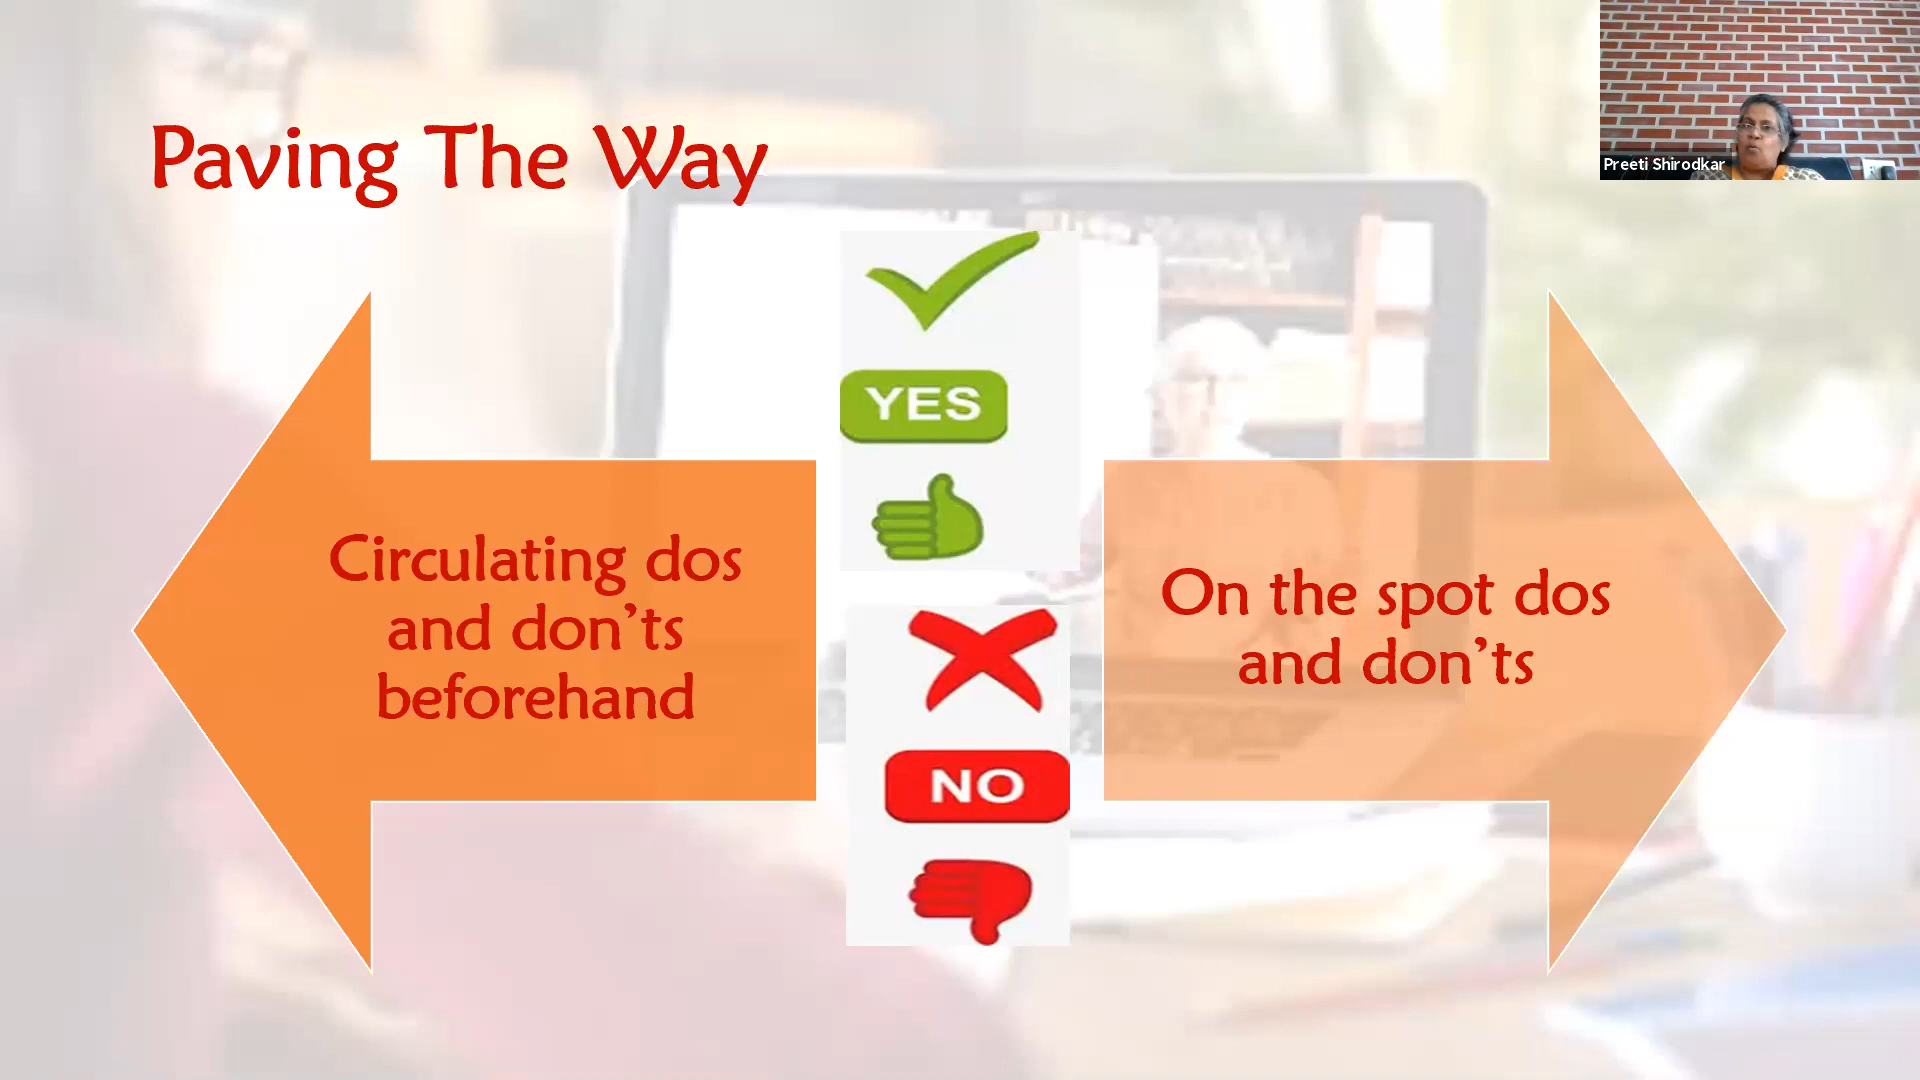 Paving The Way
Preeti Shirodkar
YES
Circulating dos
and don’ts
beforehand
On the spot dos
and don’ts
NO